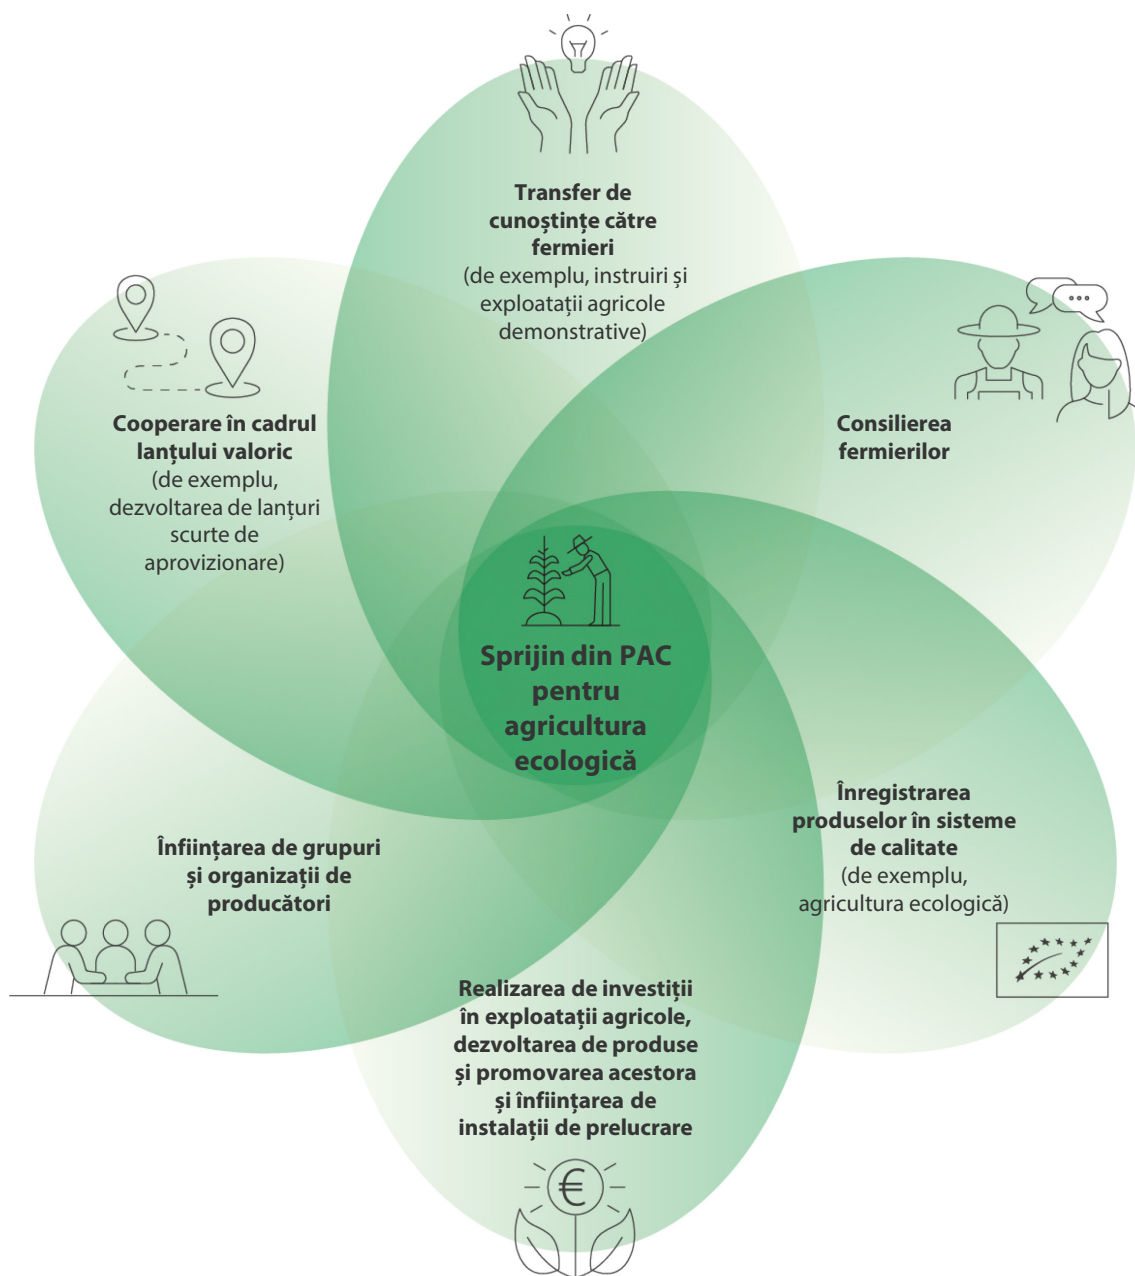 Transfer de
cunoștințe către
fermieri
(de exemplu, instruiri și
exploatații agricole
demonstrative)
Consilierea
fermierilor
Cooperare în cadrul
lanțului valoric
(de exemplu,
dezvoltarea de lanțuri
scurte de
aprovizionare)
Sprijin din PAC
pentru
agricultura
ecologică
Înregistrarea
produselor în sisteme
de calitate
(de exemplu,
agricultura ecologică)
Înființarea de grupuri
și organizații de
producători
Realizarea de investiții
în exploatații agricole,
dezvoltarea de produse
și promovarea acestora
și înființarea de
instalații de prelucrare
€